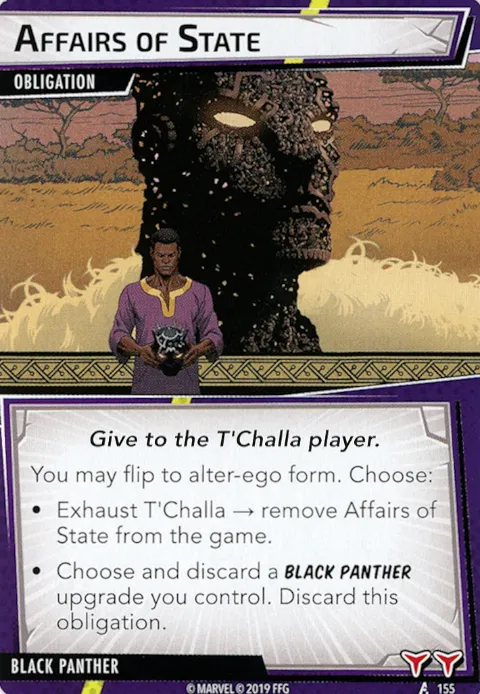 AFFAIRS OF STATE
OBLIGATION
Give to the T'Challa player.
You may flip to alter-ego form. Choose:
• Exhaust T'Challa → remove Affairs of
State from the game.
• Choose and discard a BLACK PANTHER
upgrade you control. Discard this
obligation.
BLACK PANTHER
© MARVEL © 2019 FFG
155